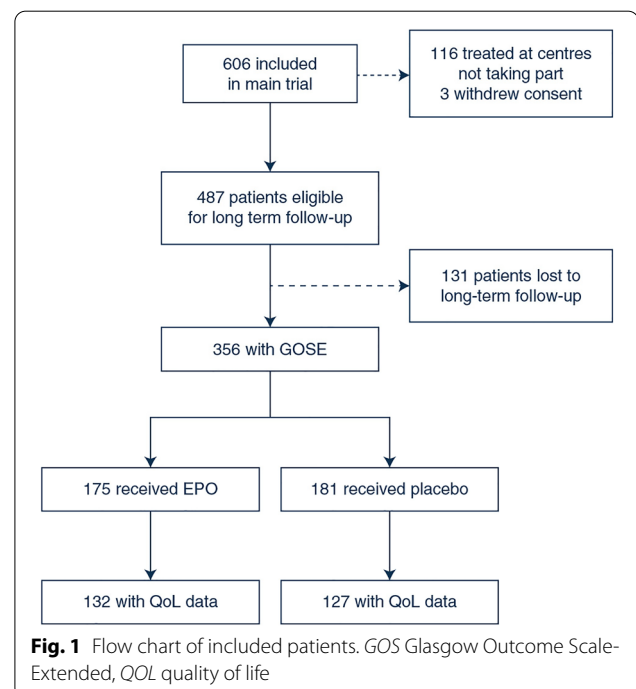 606 included
in main trial
116 treated at centres
not taking part
3 withdrew consent
487 patients eligible
for long term follow-up
131 patients lost to
long-term follow-up
356 with GOSE
175 received EPO
181 received placebo
132 with QoL data
127 with QoL data
Fig. 1 Flow chart of included patients. GOS Glasgow Outcome Scale-
Extended, QOL quality of life